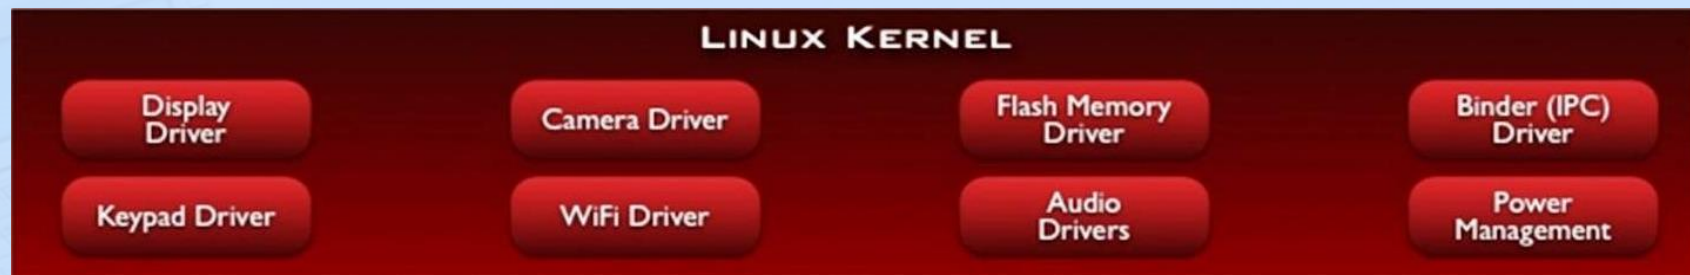 LINUX KERNEL
Display
Driver
Camera Driver
Flash Memory
Driver
Binder (IPC)
Driver
Keypad Driver
WiFi Driver
Audio
Drivers
Power
Management